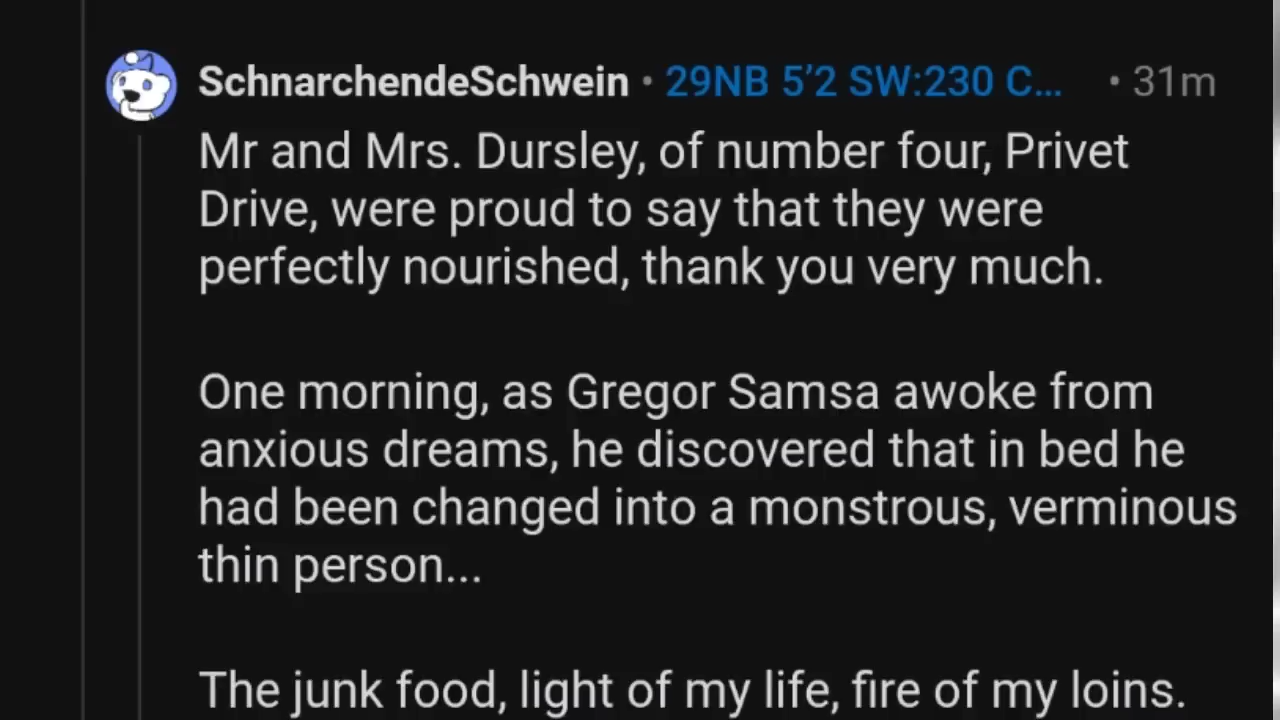 SchnarchendeSchwein • 29NB 5'2 SW:230 C... • 31m
Mr and Mrs. Dursley, of number four, Privet
Drive, were proud to say that they were
perfectly nourished, thank you very much.
One morning, as Gregor Samsa awoke from
anxious dreams, he discovered that in bed he
had been changed into a monstrous, verminous
thin person...
The junk food, light of my life, fire of my loins.